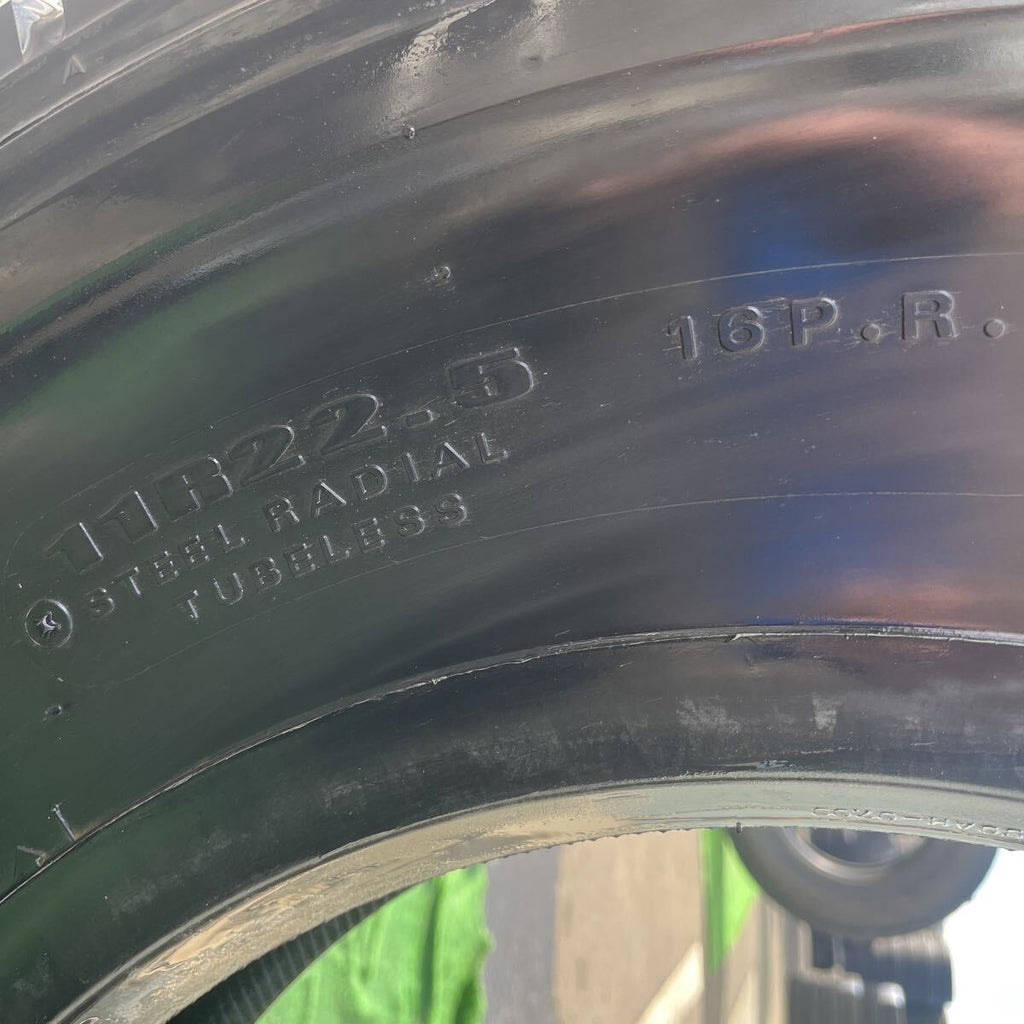 16P.R.
11R22.5
STEEL RADIAL
TUBELESS